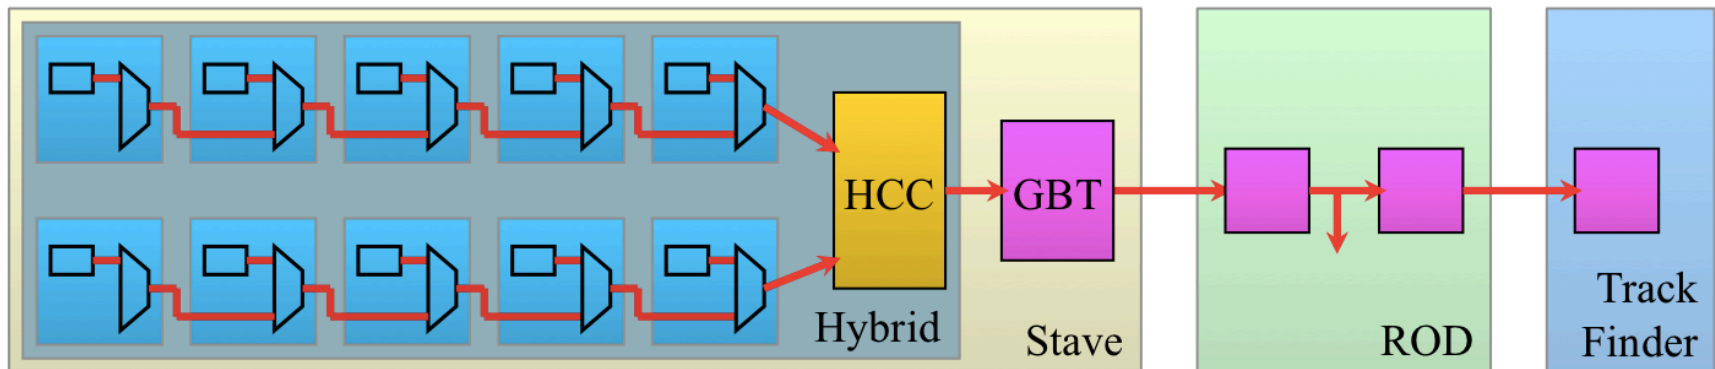 HCC
GBT
Hybrid
Stave
ROD
Track
Finder